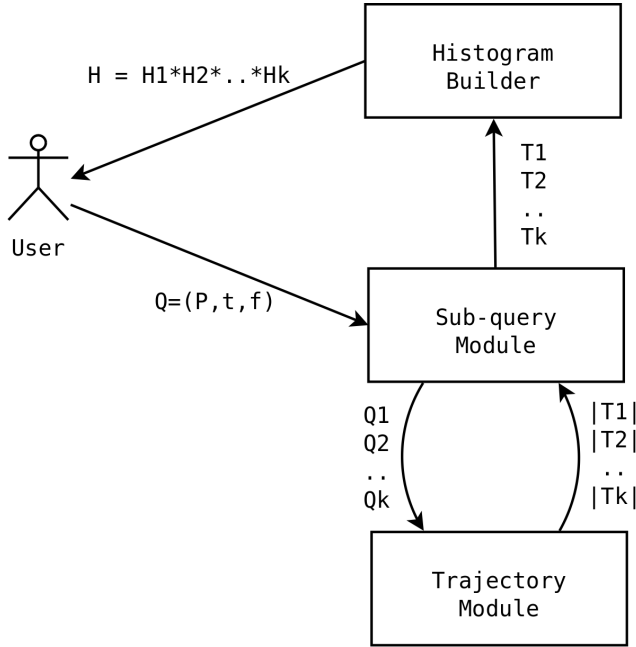 Histogram
Builder
H = H1*H2*..*Hk
T1
T2
..
Tk
User
Q=(P,t,f)
Sub-query
Module
Q1
Q2
..
Qk
|T1|
|T2|
..
|Tk|
Trajectory
Module